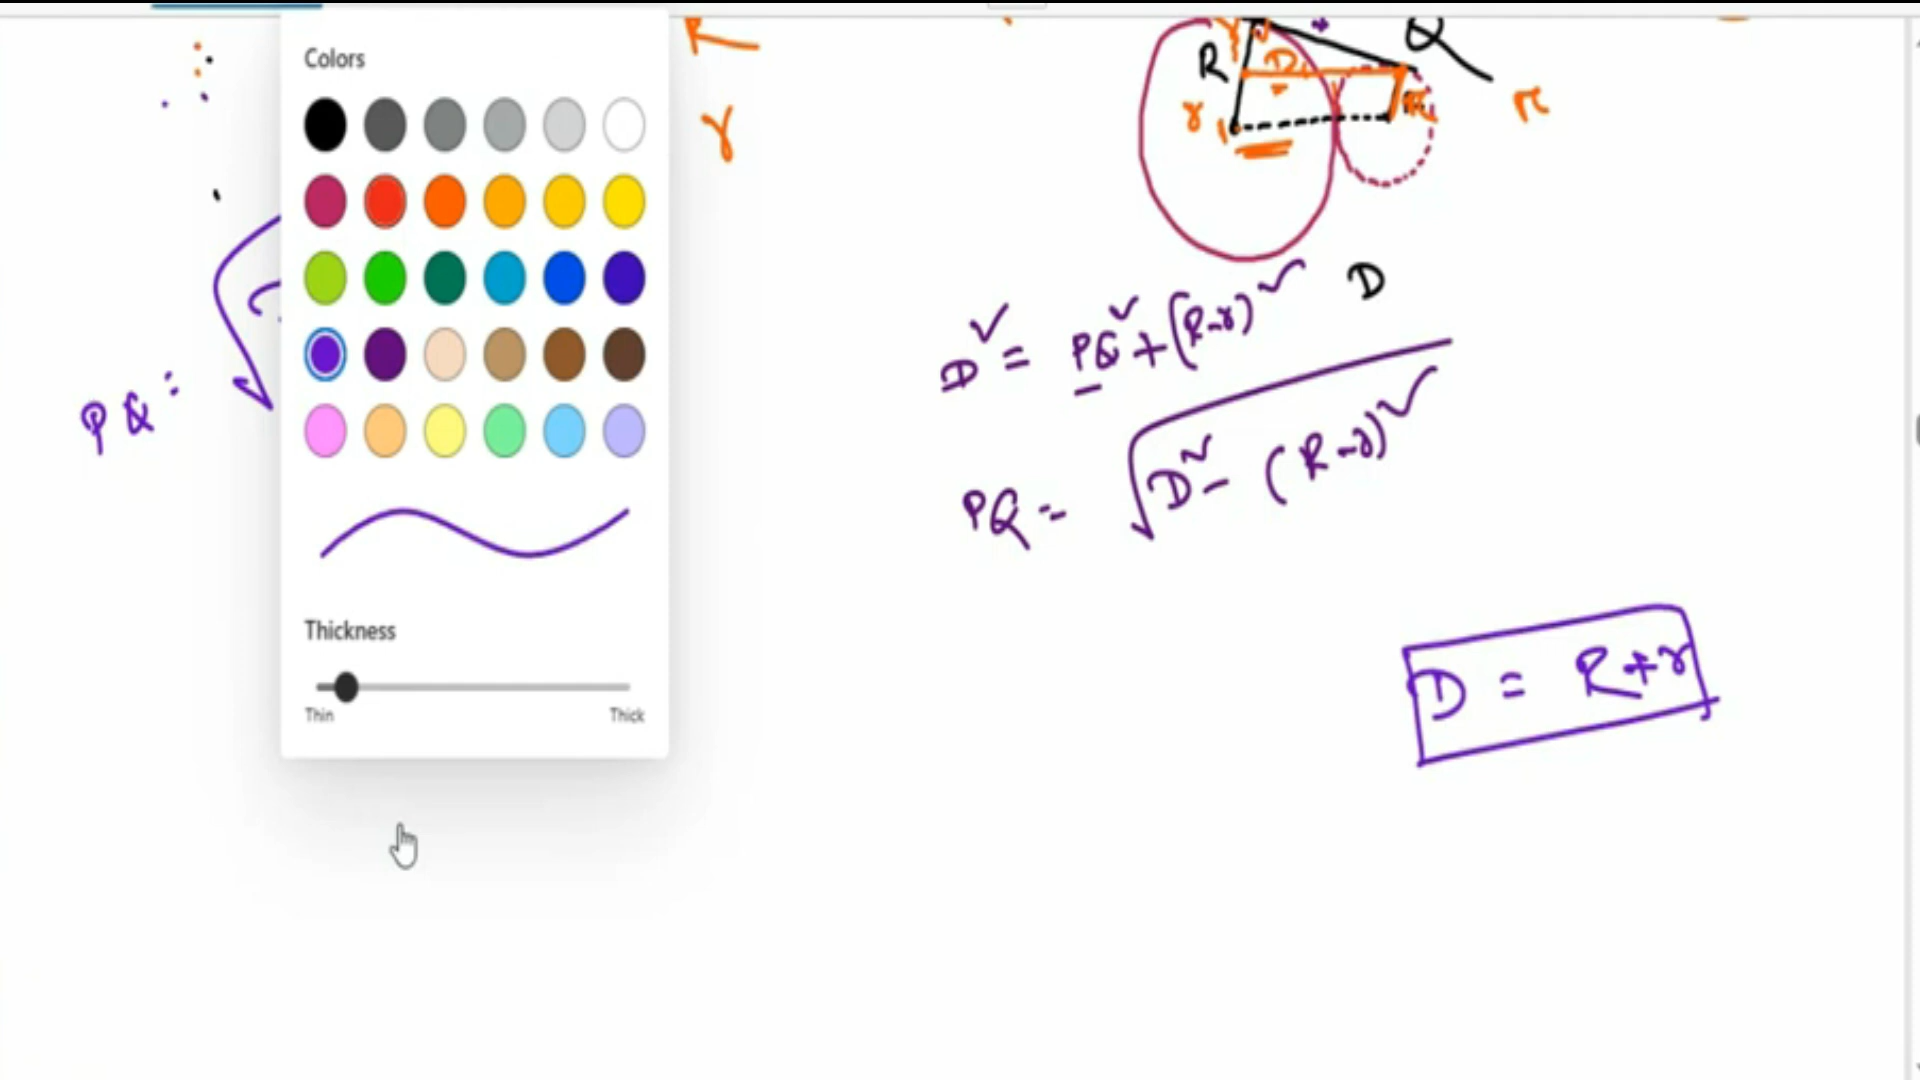 Colors
R
Q
R
D
r
r
r
D
D² = PQ² + (R-r)²
PQ = √D² - (R-r)²
PQ =
Thickness
Thin
Thick
D = R+r